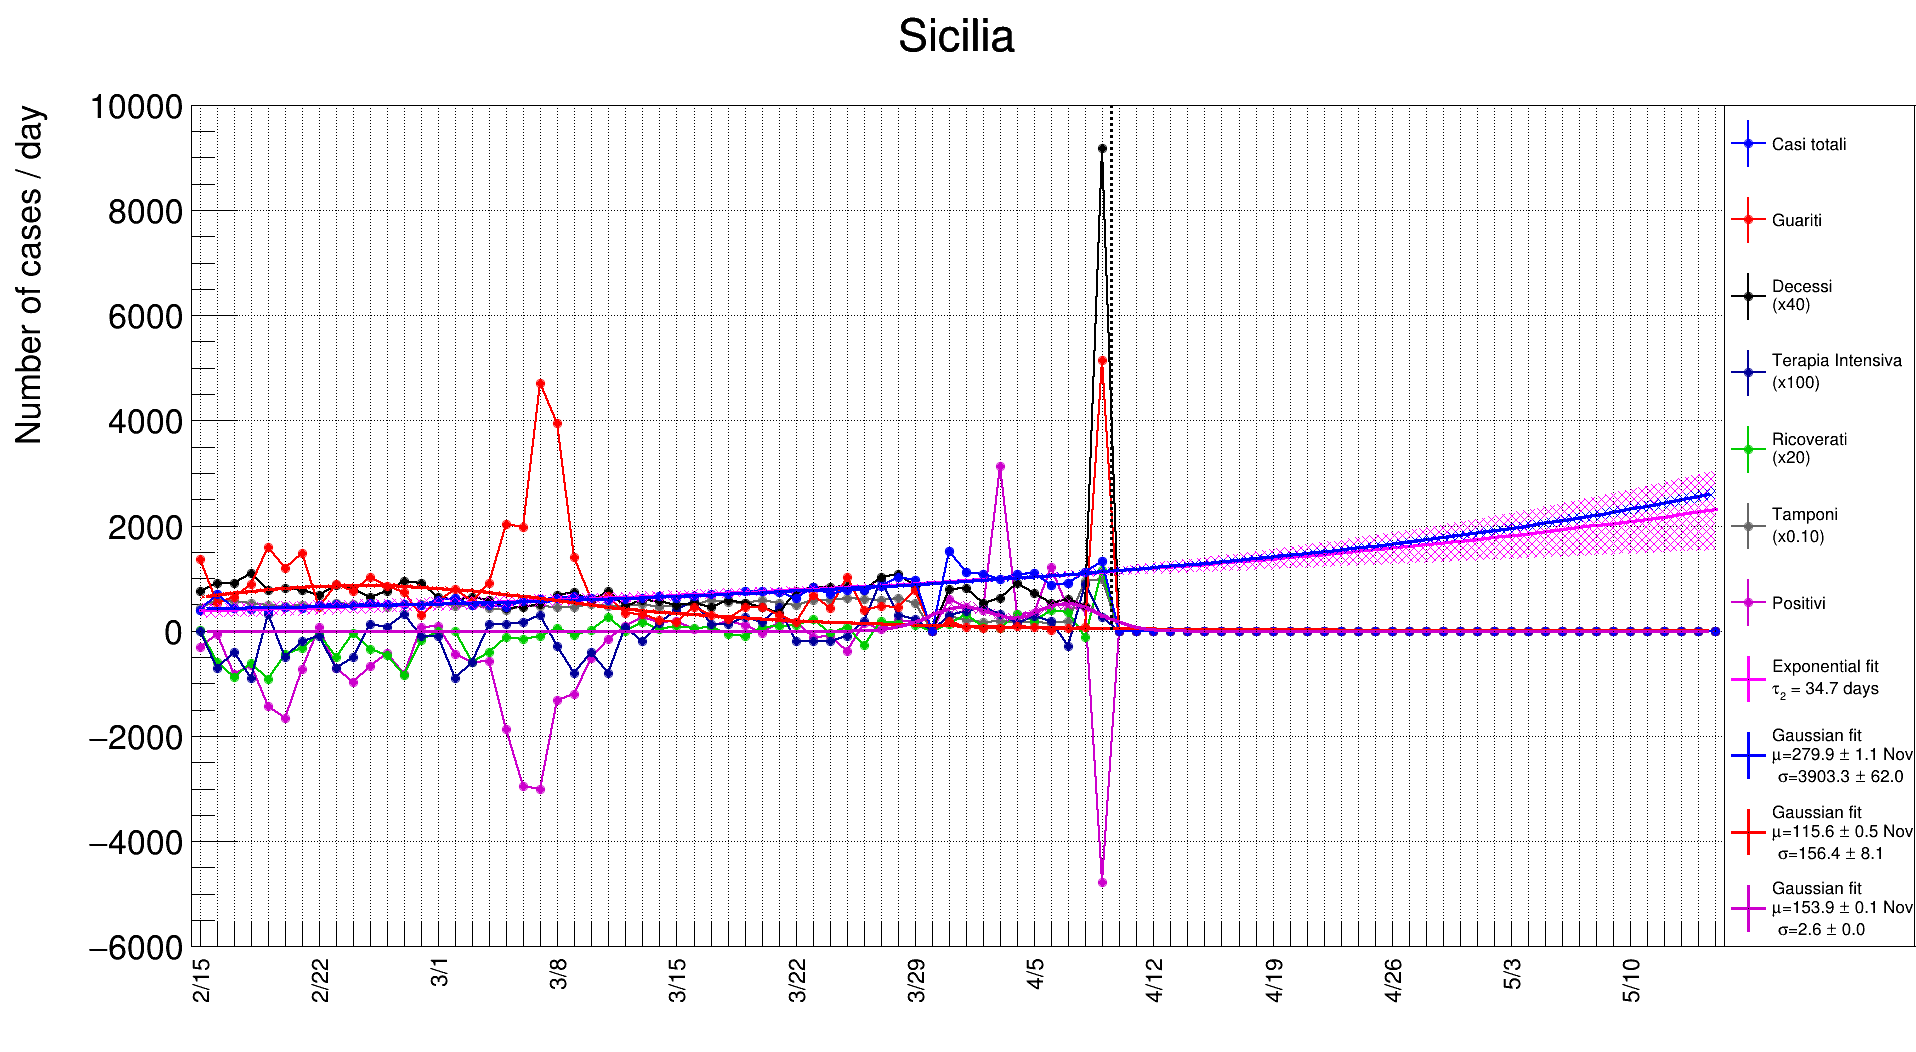 Sicilia
Number of cases / day
10000
8000
6000
4000
2000
0
−2000
−4000
−6000
2/15
2/22
3/1
3/8
3/15
3/22
3/29
4/5
4/12
4/19
4/26
5/3
5/10
Casi totali
Guariti
Decessi
(x40)
Terapia Intensiva
(x100)
Ricoverati
(x20)
Tamponi
(x0.10)
Positivi
Exponential fit
τ2 = 34.7 days
Gaussian fit
μ=279.9 ± 1.1 Nov
σ=3903.3 ± 62.0
Gaussian fit
μ=115.6 ± 0.5 Nov
σ=156.4 ± 8.1
Gaussian fit
μ=153.9 ± 0.1 Nov
σ=2.6 ± 0.0